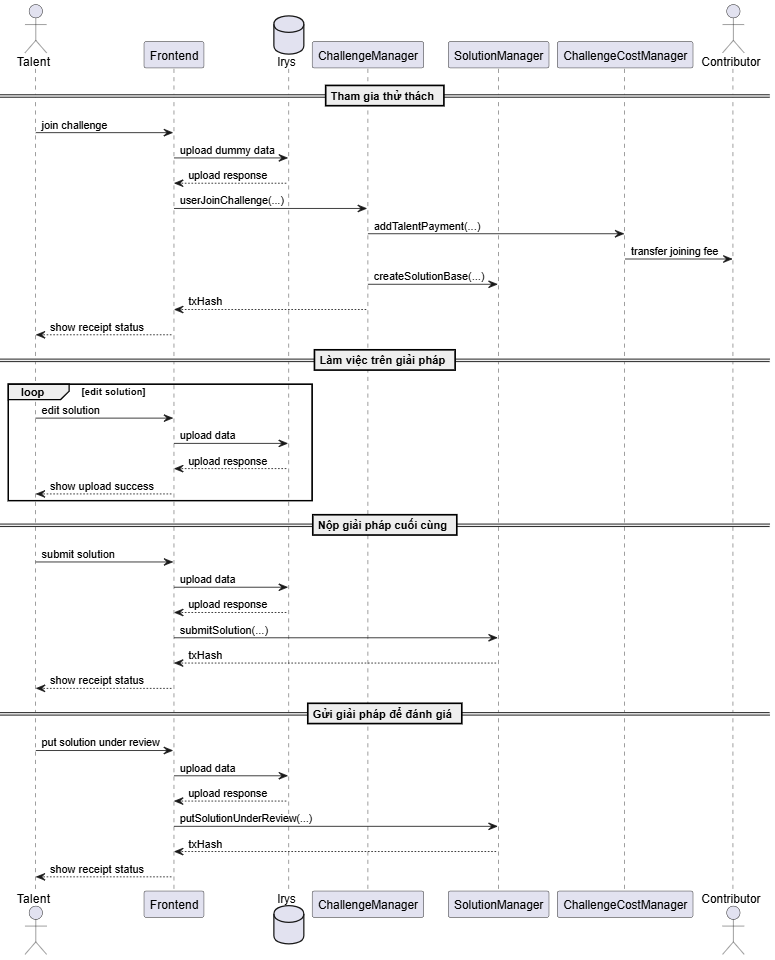 Talent
Frontend
Irys
ChallengeManager
SolutionManager
ChallengeCostManager
Contributor
Tham gia thử thách
join challenge
upload dummy data
upload response
userJoinChallenge(...)
addTalentPayment(...)
transfer joining fee
createSolutionBase(...)
txHash
show receipt status
Làm việc trên giải pháp
loop
[edit solution]
edit solution
upload data
upload response
show upload success
Nộp giải pháp cuối cùng
submit solution
upload data
upload response
submitSolution(...)
txHash
show receipt status
Gửi giải pháp để đánh giá
put solution under review
upload data
upload response
putSolutionUnderReview(...)
txHash
show receipt status
Talent
Frontend
Irys
ChallengeManager
SolutionManager
ChallengeCostManager
Contributor